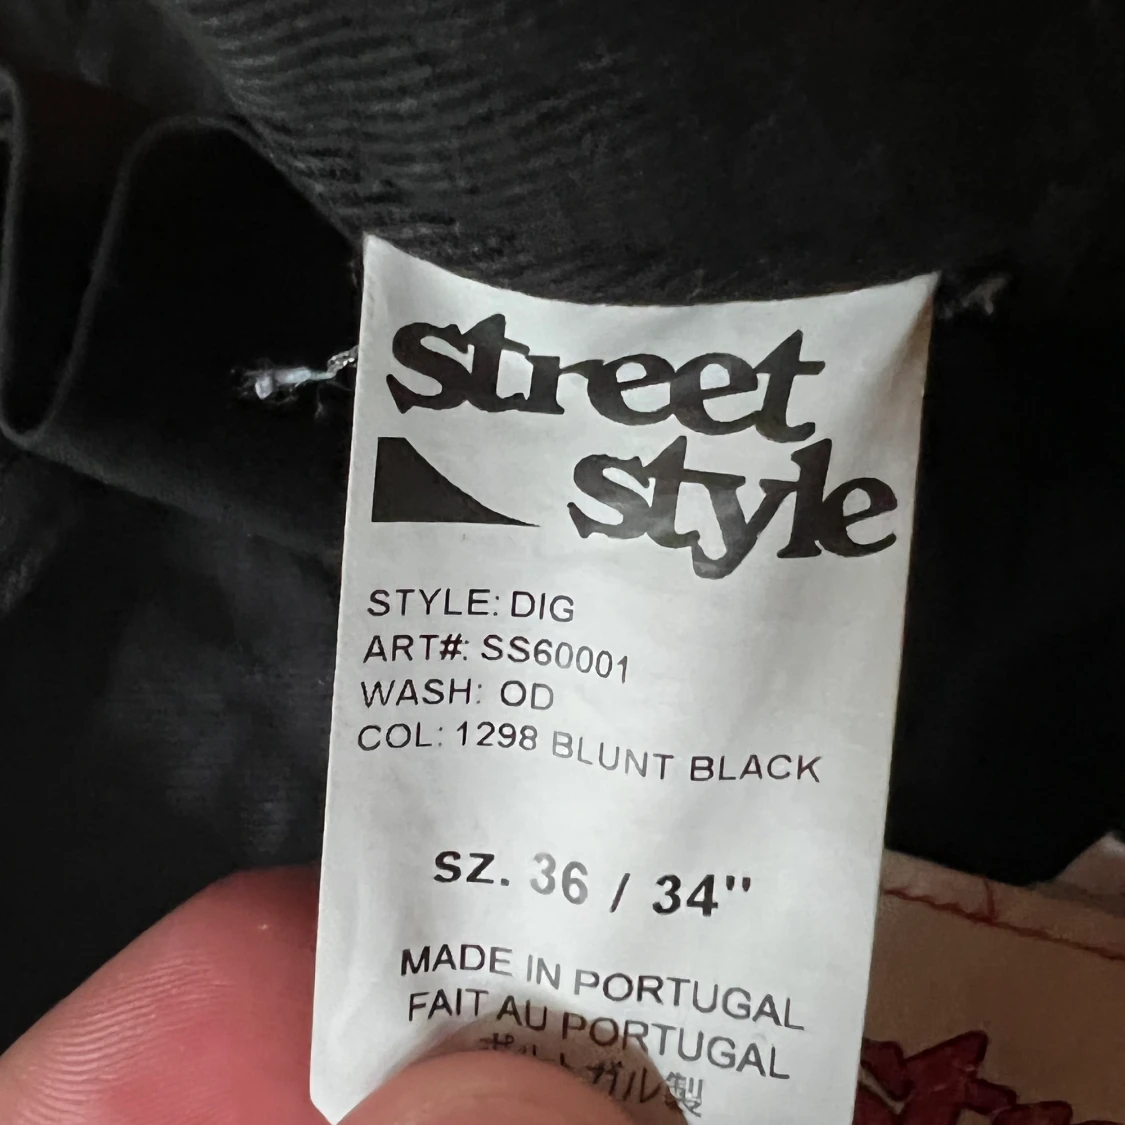 street
style
STYLE: DIG
ART#: SS60001
WASH: OD
COL: 1298 BLUNT BLACK
SZ. 36 / 34"
MADE IN PORTUGAL
FAIT AU PORTUGAL
ポルトガル製